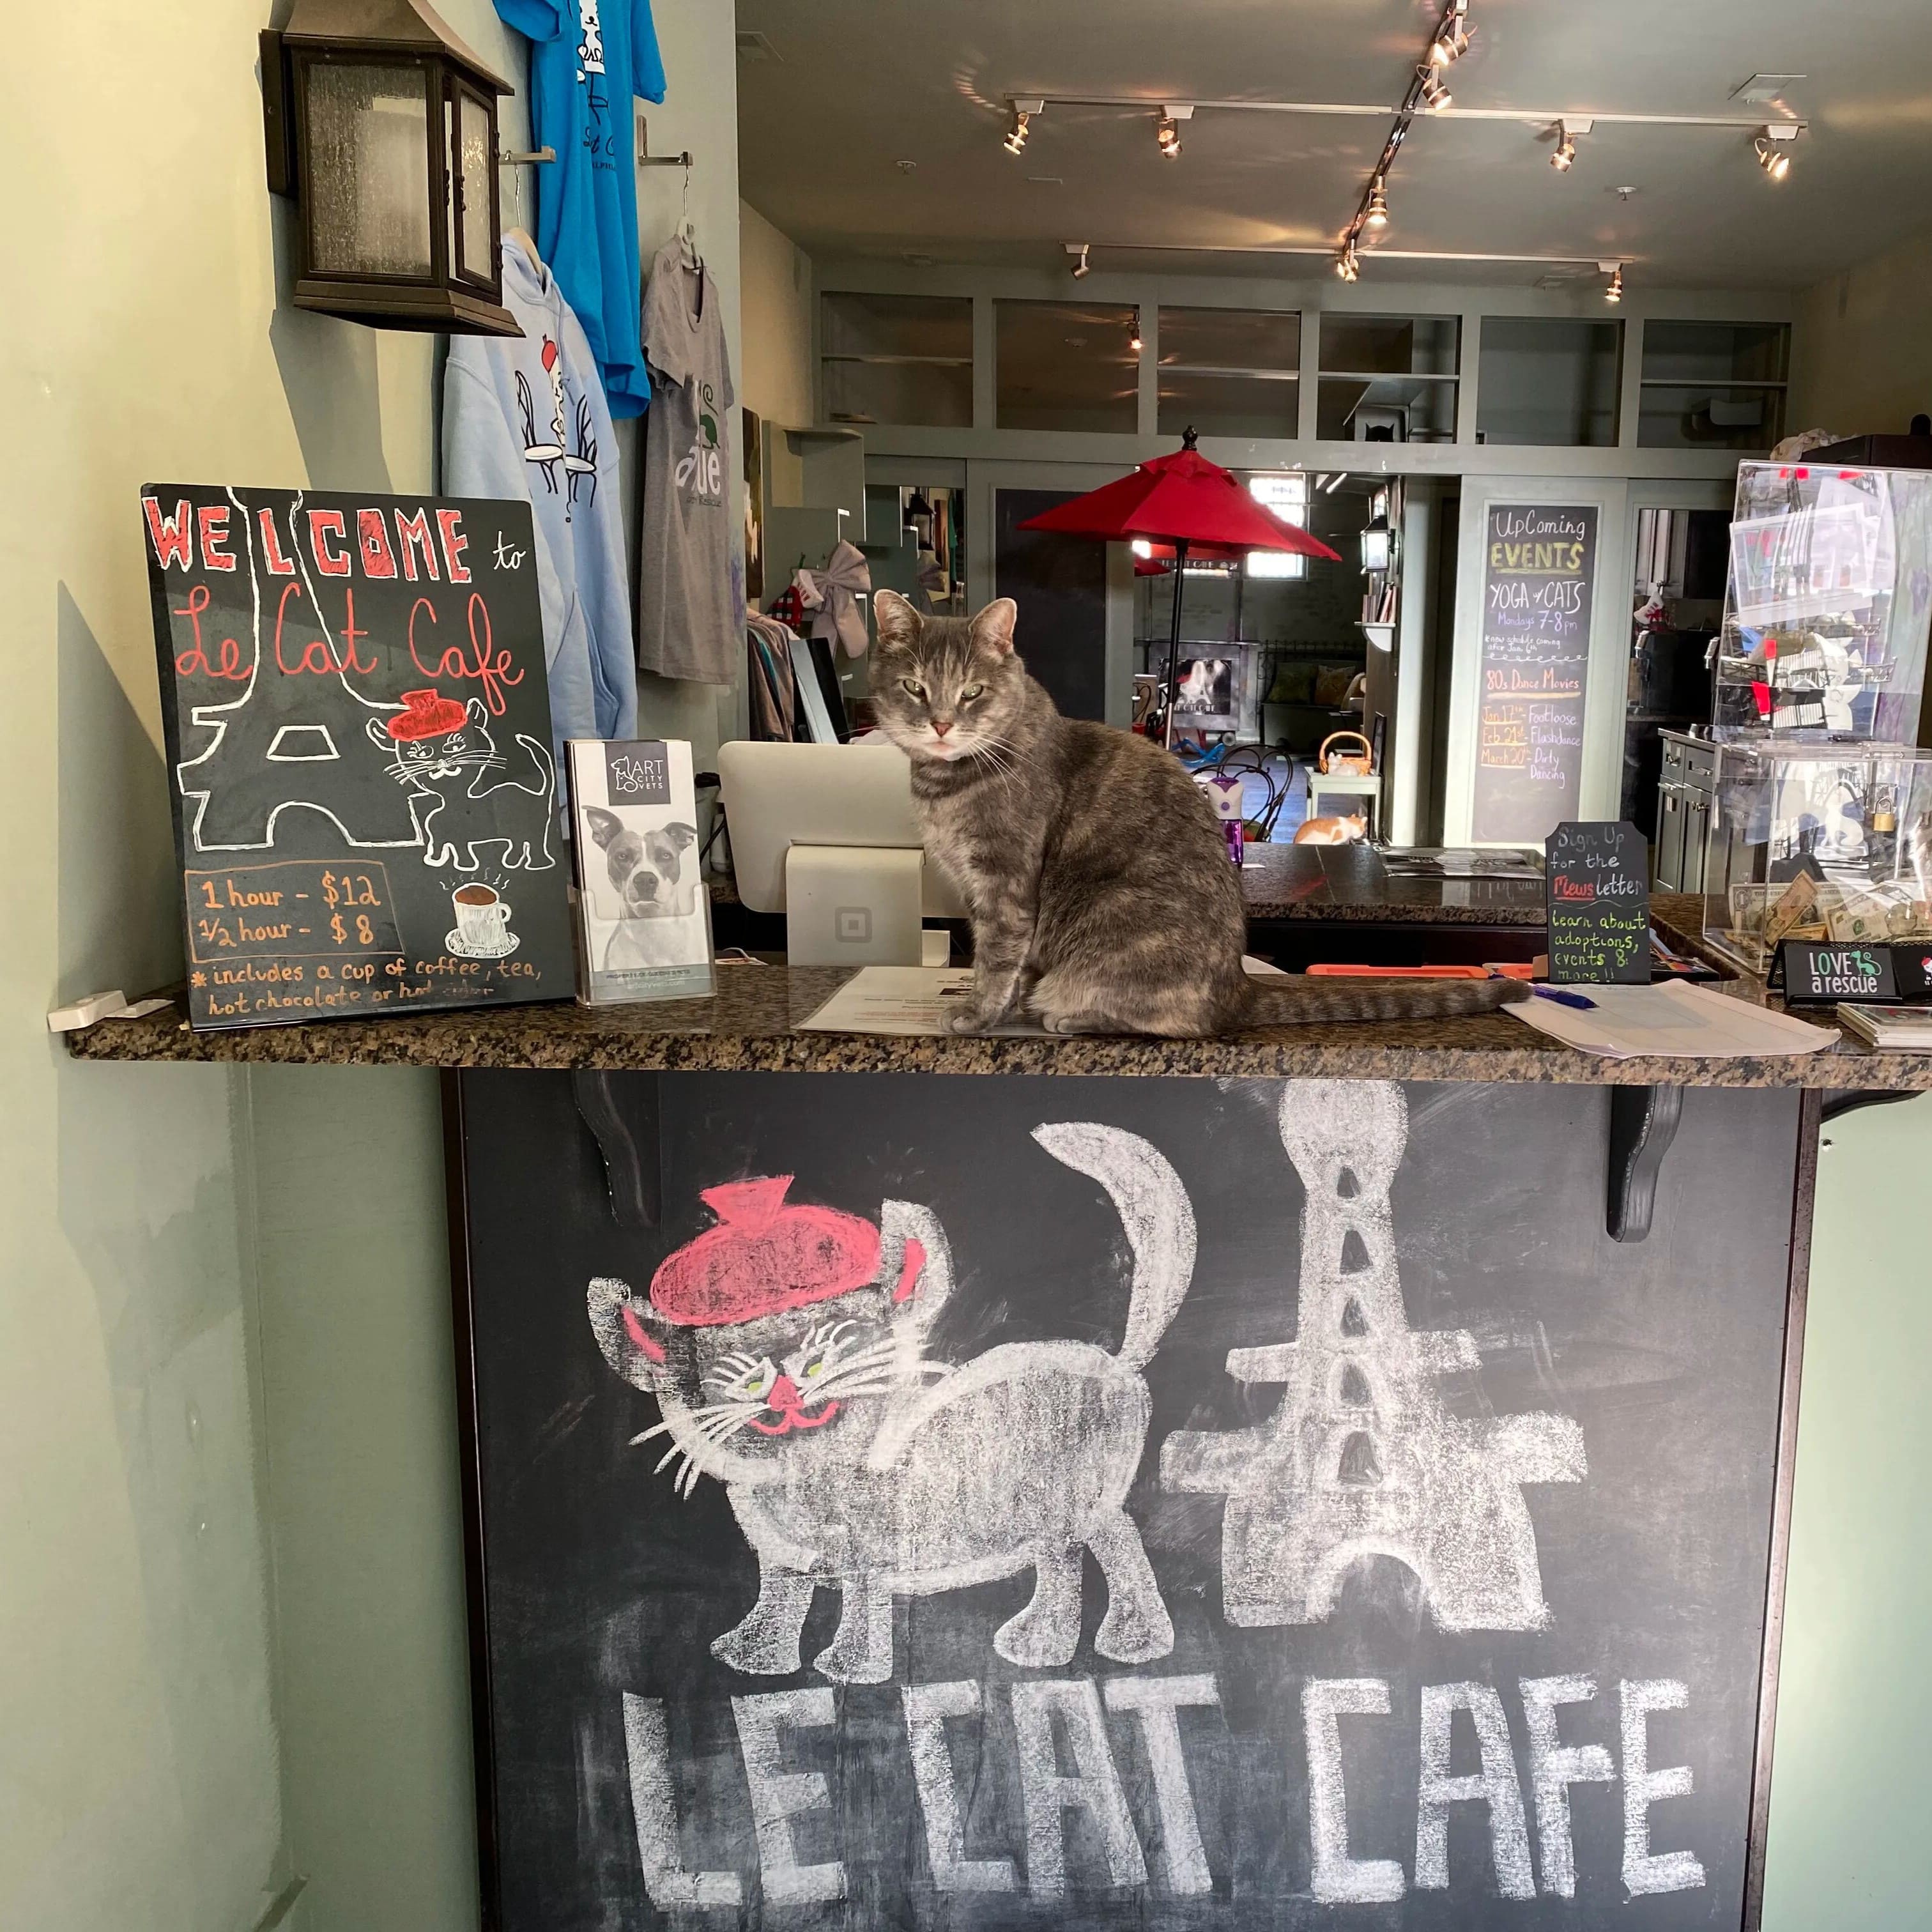 WELCOME to
Le Cat Cafe
1 hour - $12
1/2 hour - $8
* includes a cup of coffee, tea,
hot chocolate or hot cider
ART
CITY
VETS
UpComing
EVENTS
YOGA w/ CATS
Mondays 7-8pm
80s Dance Movies
Jan 17th - Footloose
Feb 21st - Flashdance
March 20th - Dirty
Dancing
Sign Up
for the
Mewsletter
learn about
adoptions,
events &
more!!
LOVE
a rescue
LE CAT CAFE